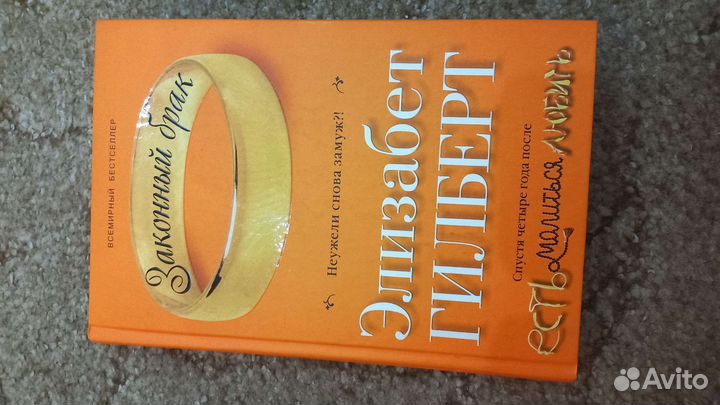 ВСЕМИРНЫЙ БЕСТСЕЛЛЕР
Законный брак
Неужели снова замуж?!
Элизабет
ГИЛБЕРТ
Спустя четыре года после
есть молиться любить
Avito